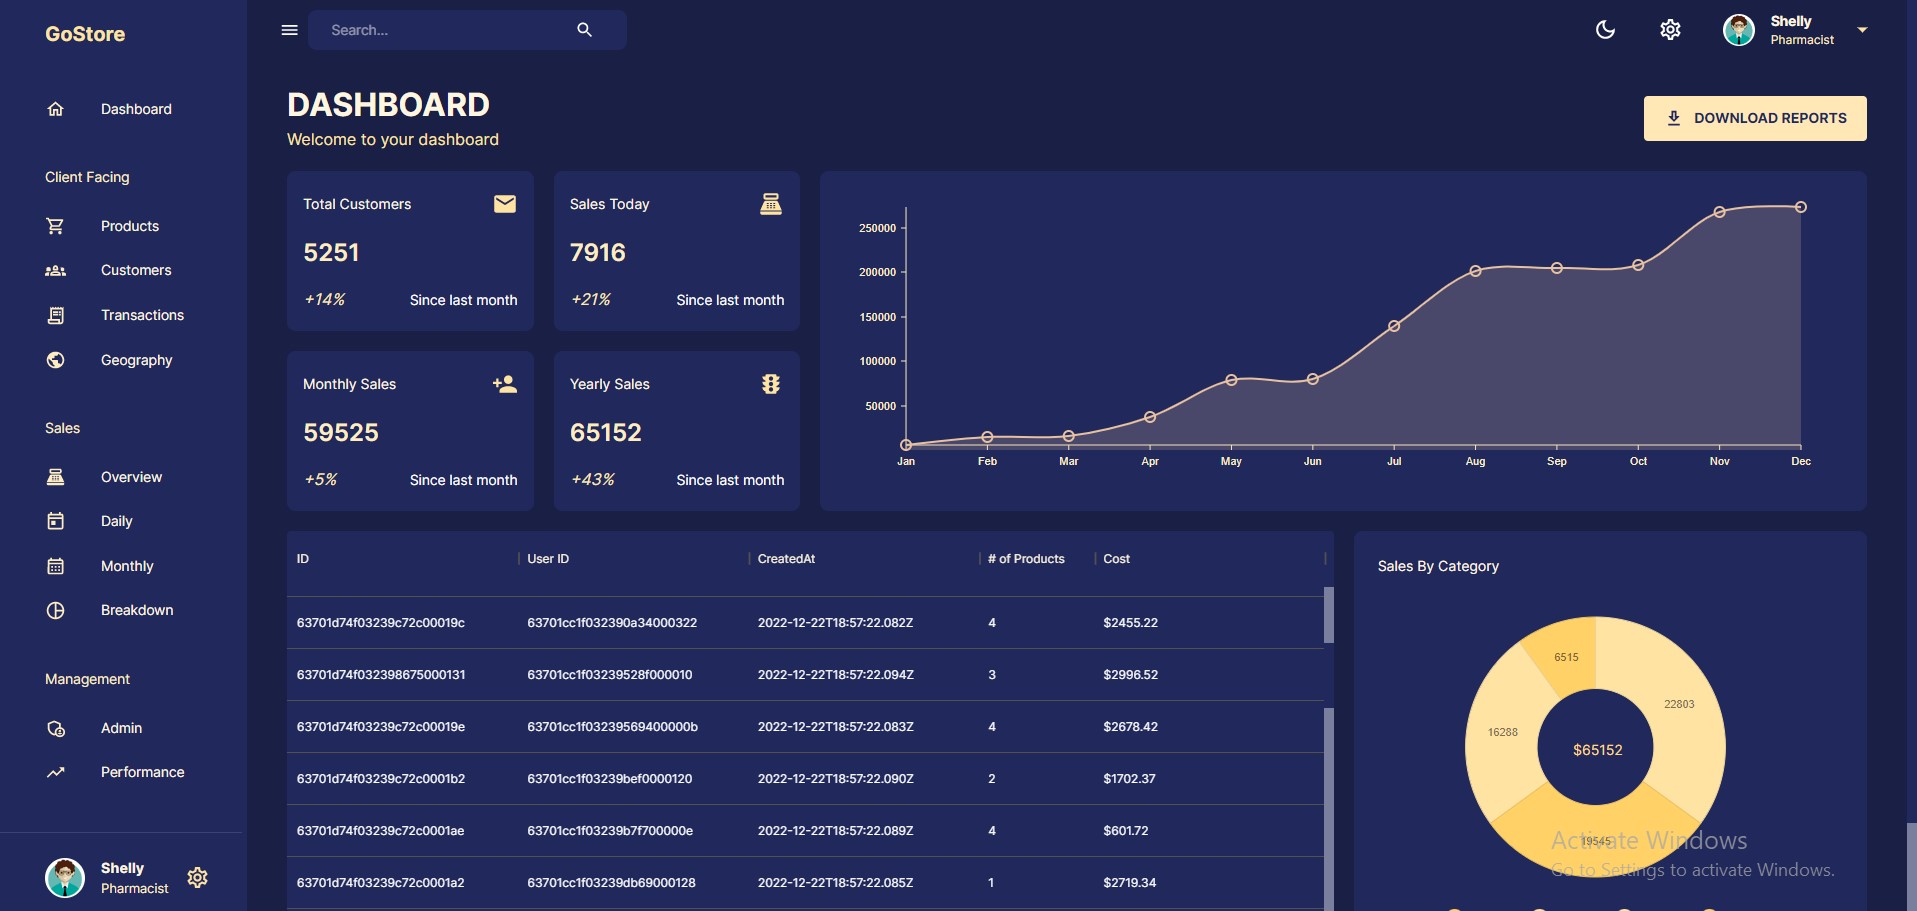 GoStore
Dashboard
Client Facing
Products
Customers
Transactions
Geography
Sales
Overview
Daily
Monthly
Breakdown
Management
Admin
Performance
Shelly
Pharmacist
Search...
Shelly
Pharmacist
DASHBOARD
Welcome to your dashboard
DOWNLOAD REPORTS
Total Customers
5251
+14% Since last month
Sales Today
7916
+21% Since last month
Monthly Sales
59525
+5% Since last month
Yearly Sales
65152
+43% Since last month
250000
200000
150000
100000
50000
Jan Feb Mar Apr May Jun Jul Aug Sep Oct Nov Dec
ID User ID CreatedAt # of Products Cost
63701d74f03239c72c00019c 63701cc1f032390a34000322 2022-12-22T18:57:22.082Z 4 $2455.22
63701d74f032398675000131 63701cc1f03239528f000010 2022-12-22T18:57:22.094Z 3 $2996.52
63701d74f03239c72c00019e 63701cc1f03239569400000b 2022-12-22T18:57:22.083Z 4 $2678.42
63701d74f03239c72c0001b2 63701cc1f03239bef0000120 2022-12-22T18:57:22.090Z 2 $1702.37
63701d74f03239c72c0001ae 63701cc1f03239b7f700000e 2022-12-22T18:57:22.089Z 4 $601.72
63701d74f03239c72c0001a2 63701cc1f03239db69000128 2022-12-22T18:57:22.085Z 1 $2719.34
Sales By Category
6515
22803
16288
$65152
19545
Activate Windows
Go to Settings to activate Windows.